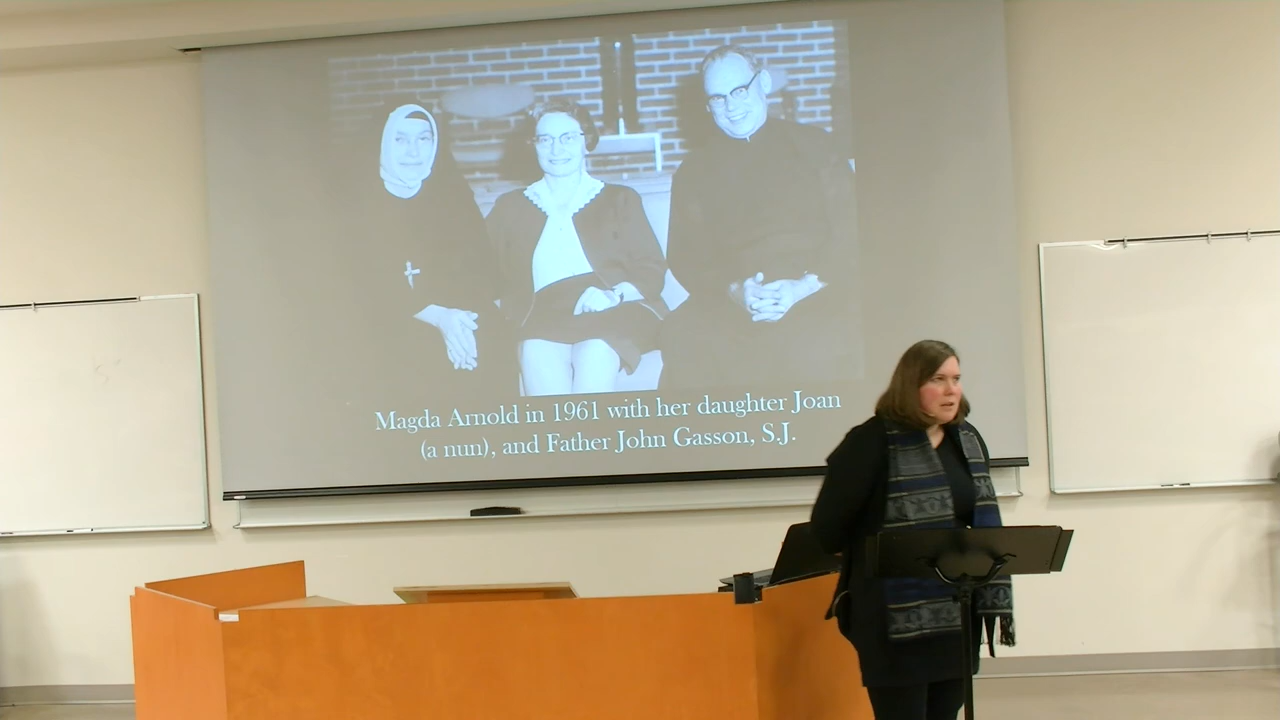 Magda Arnold in 1961 with her daughter Joan
(a nun), and Father John Gasson, S.J.